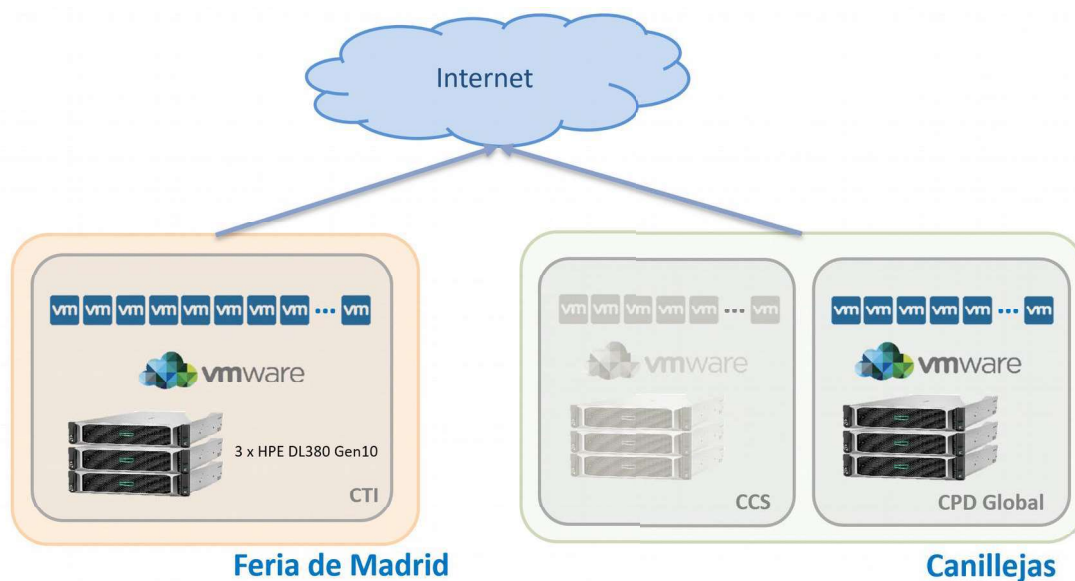 Internet
vm vm vm vm vm vm vm vm ... vm
vmware
3 x HPE DL380 Gen10
CTI
Feria de Madrid
vm vm vm vm vm ... vm
vmware
CCS
vm vm vm vm vm ... vm
vmware
CPD Global
Canillejas